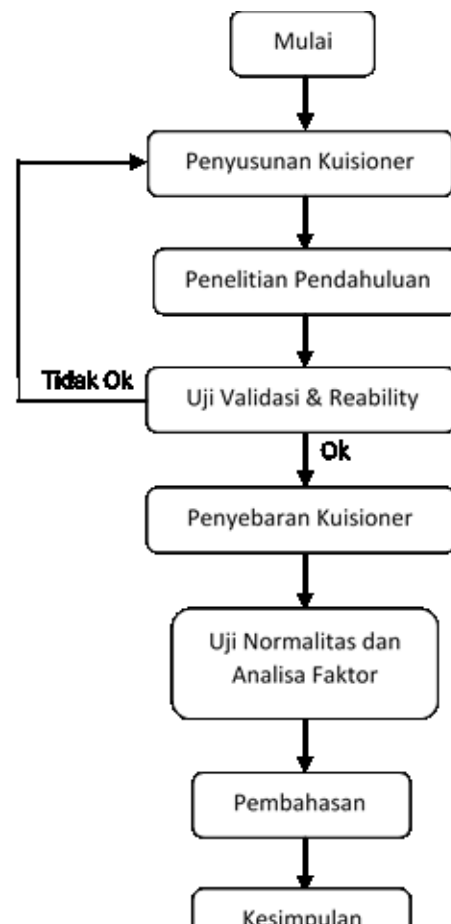 Mulai
Penyusunan Kuisioner
Penelitian Pendahuluan
Tidak Ok
Uji Validasi & Reability
Ok
Penyebaran Kuisioner
Uji Normalitas dan
Analisa Faktor
Pembahasan
Kesimpulan